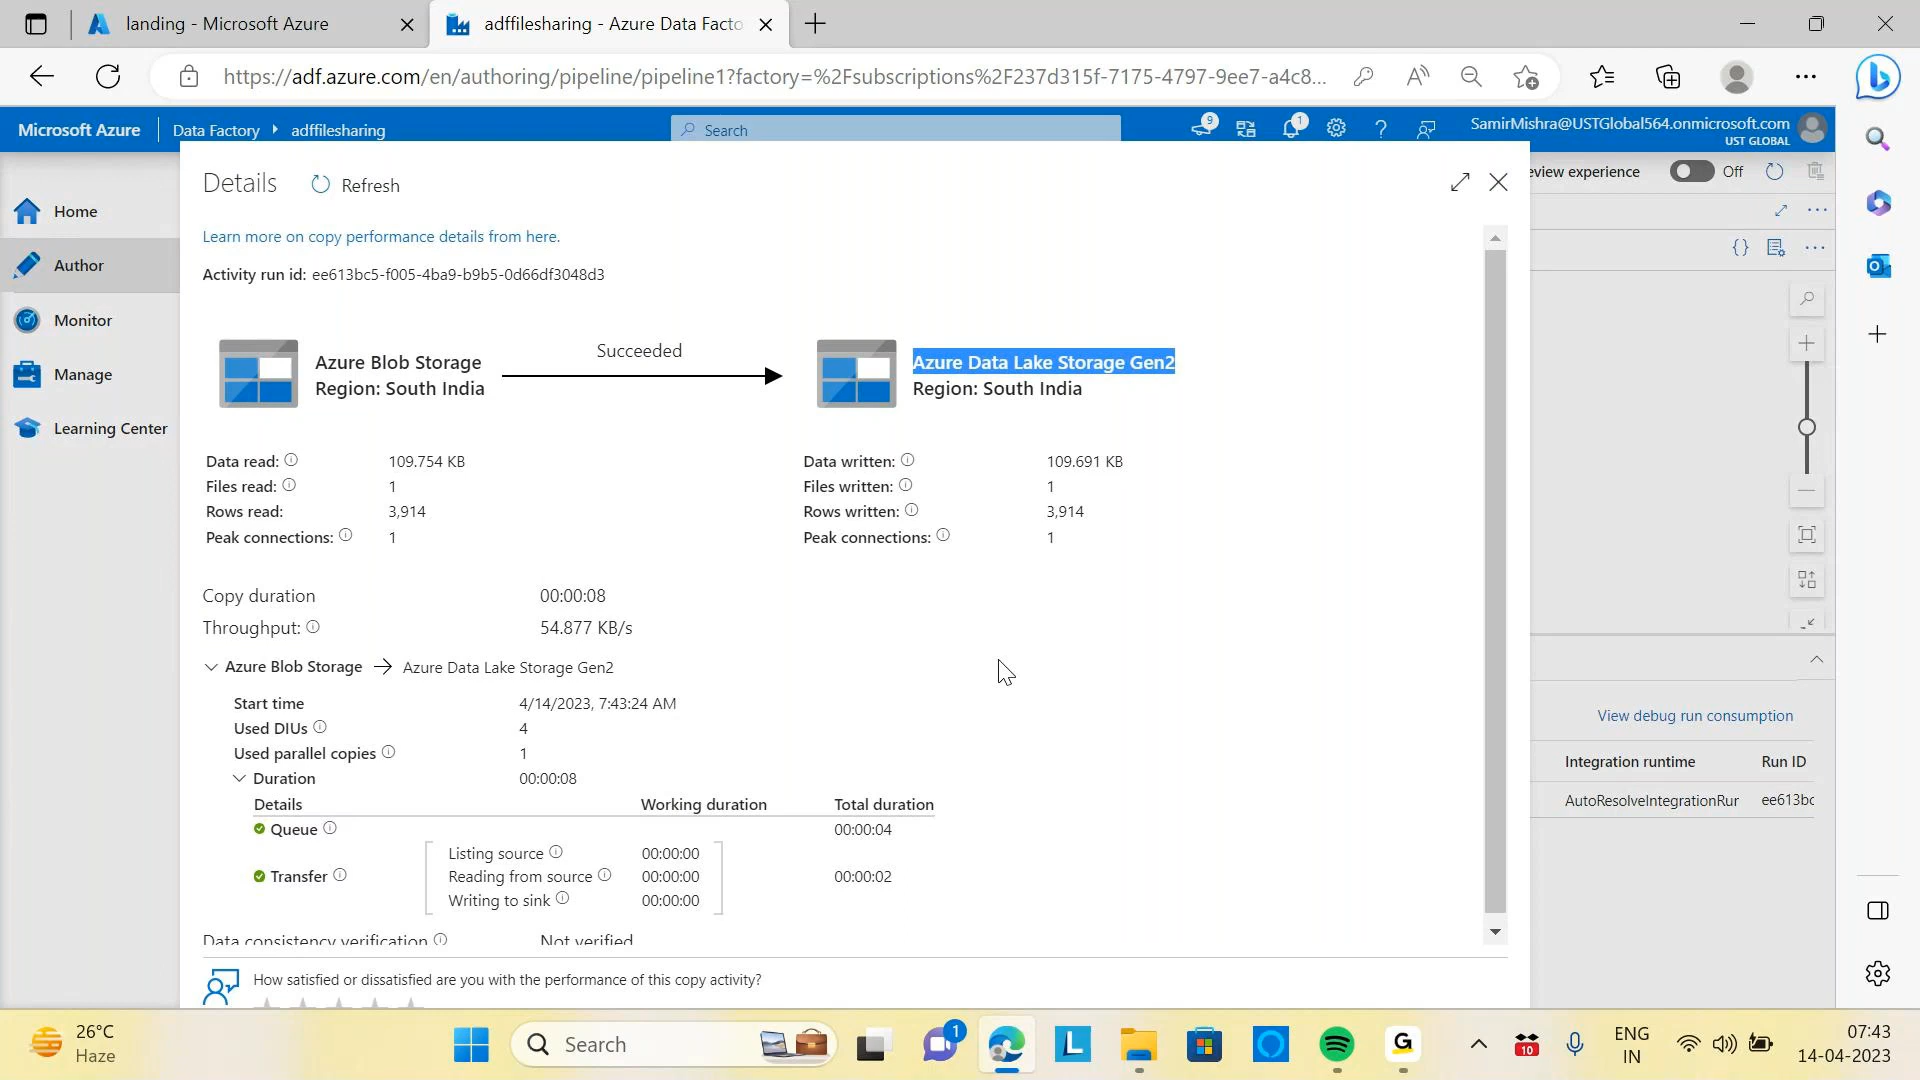 landing - Microsoft Azure
adffilesharing - Azure Data Facto
https://adf.azure.com/en/authoring/pipeline/pipeline1?factory=%2Fsubscriptions%2F237d315f-7175-4797-9ee7-a4c8...
Microsoft Azure
Data Factory
adffilesharing
Search
9
1
SamirMishra@USTGlobal564.onmicrosoft.com
UST GLOBAL
eview experience
Off
Home
Author
Monitor
Manage
Learning Center
Details
Refresh
Learn more on copy performance details from here.
Activity run id: ee613bc5-f005-4ba9-b9b5-0d66df3048d3
Azure Blob Storage
Region: South India
Succeeded
Azure Data Lake Storage Gen2
Region: South India
Data read: 109.754 KB
Files read: 1
Rows read: 3,914
Peak connections: 1
Data written: 109.691 KB
Files written: 1
Rows written: 3,914
Peak connections: 1
Copy duration 00:00:08
Throughput: 54.877 KB/s
Azure Blob Storage → Azure Data Lake Storage Gen2
Start time 4/14/2023, 7:43:24 AM
Used DIUs 4
Used parallel copies 1
Duration 00:00:08
Details Working duration Total duration
Queue 00:00:04
Listing source 00:00:00
Transfer Reading from source 00:00:00 00:00:02
Writing to sink 00:00:00
Data consistency verification Not verified
How satisfied or dissatisfied are you with the performance of this copy activity?
View debug run consumption
Integration runtime Run ID
AutoResolveIntegrationRur ee613bc
26°C
Haze
Search
1
L
G
10
ENG
IN
07:43
14-04-2023